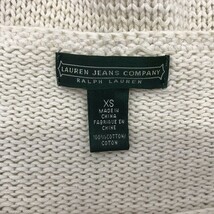 LAUREN JEANS COMPANY
RALPH LAUREN
XS
MADE IN
CHINA
FABRIQUÉ EN
CHINE
100% COTTON/
COTON